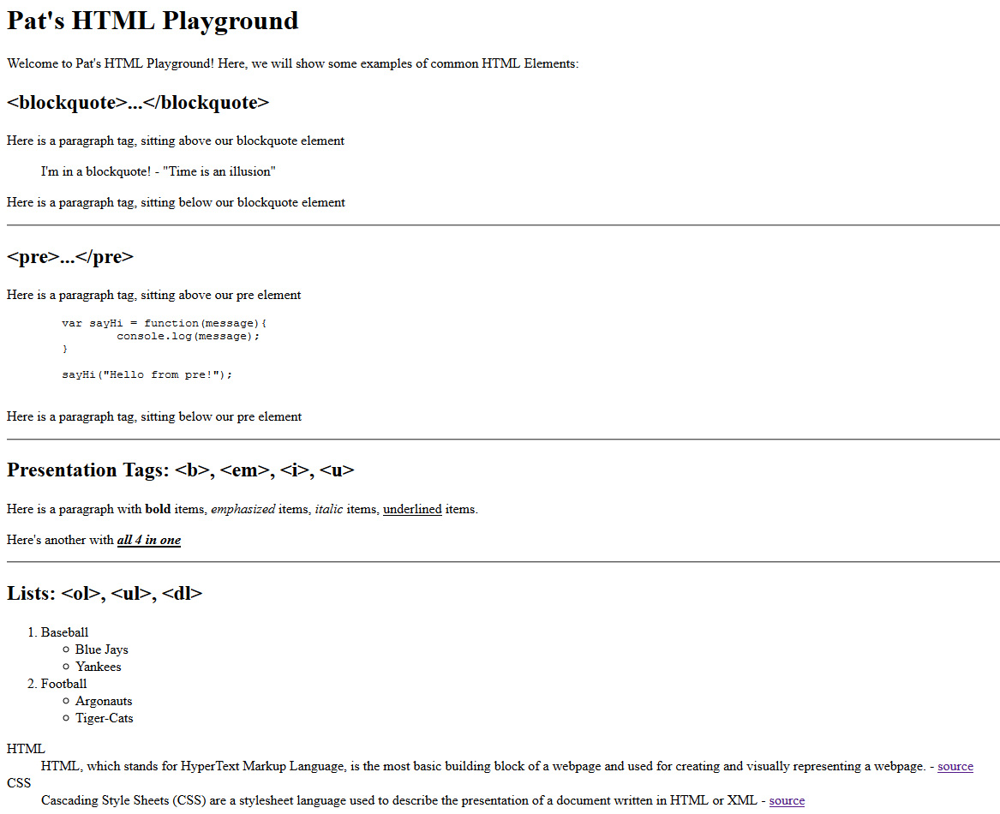 Pat's HTML Playground
Welcome to Pat's HTML Playground! Here, we will show some examples of common HTML Elements:
<blockquote>...</blockquote>
Here is a paragraph tag, sitting above our blockquote element
I'm in a blockquote! - "Time is an illusion"
Here is a paragraph tag, sitting below our blockquote element
<pre>...</pre>
Here is a paragraph tag, sitting above our pre element
var sayHi = function(message){
console.log(message);
}
sayHi("Hello from pre!");
Here is a paragraph tag, sitting below our pre element
Presentation Tags: <b>, <em>, <i>, <u>
Here is a paragraph with bold items, emphasized items, italic items, underlined items.
Here's another with all 4 in one
Lists: <ol>, <ul>, <dl>
1. Baseball
Blue Jays
Yankees
2. Football
Argonauts
Tiger-Cats
HTML
HTML, which stands for HyperText Markup Language, is the most basic building block of a webpage and used for creating and visually representing a webpage. - source
CSS
Cascading Style Sheets (CSS) are a stylesheet language used to describe the presentation of a document written in HTML or XML - source